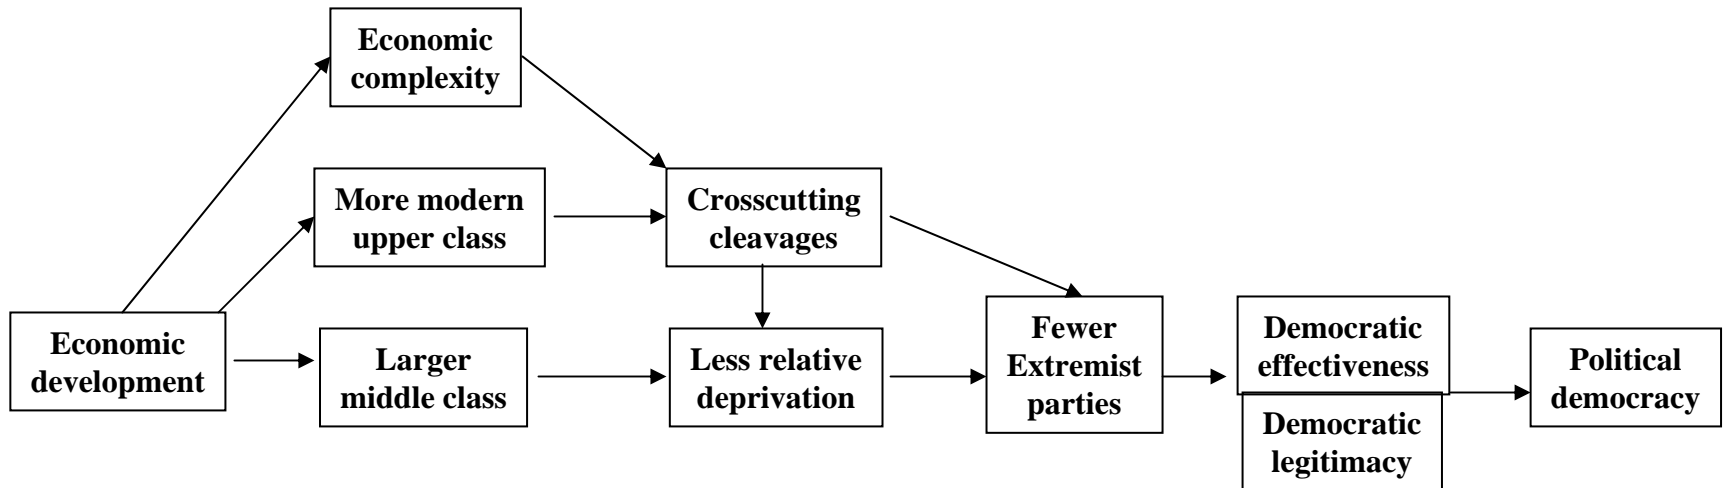 Economic
complexity
More modern
upper class
Crosscutting
cleavages
Economic
development
Larger
middle class
Less relative
deprivation
Fewer
Extremist
parties
Democratic
effectiveness
Democratic
legitimacy
Political
democracy